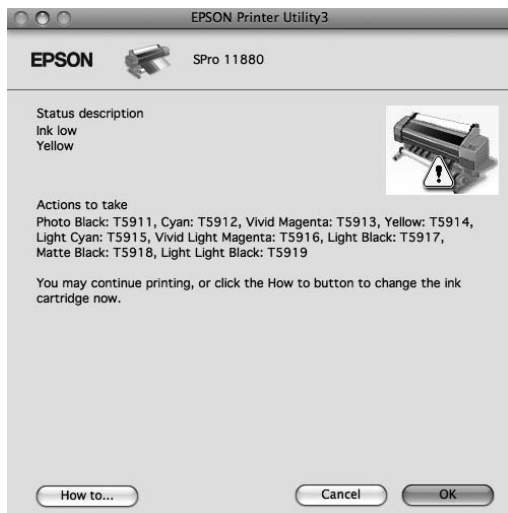 EPSON Printer Utility3
EPSON
SPro 11880
Status description
Ink low
Yellow
Actions to take
Photo Black: T5911, Cyan: T5912, Vivid Magenta: T5913, Yellow: T5914,
Light Cyan: T5915, Vivid Light Magenta: T5916, Light Black: T5917,
Matte Black: T5918, Light Light Black: T5919
You may continue printing, or click the How to button to change the ink
cartridge now.
How to...
Cancel
OK